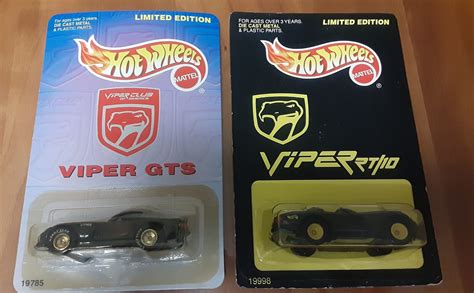 FOR AGES OVER 3 YEARS.
DIE CAST METAL
& PLASTIC PARTS.
LIMITED EDITION
HOT WHEELS
MATTEL
VIPER CLUB
OF AMERICA
VIPER GTS
19785
FOR AGES OVER 3 YEARS.
DIE CAST METAL
& PLASTIC PARTS.
LIMITED EDITION
HOT WHEELS
MATTEL
VIPER RT/10
19998